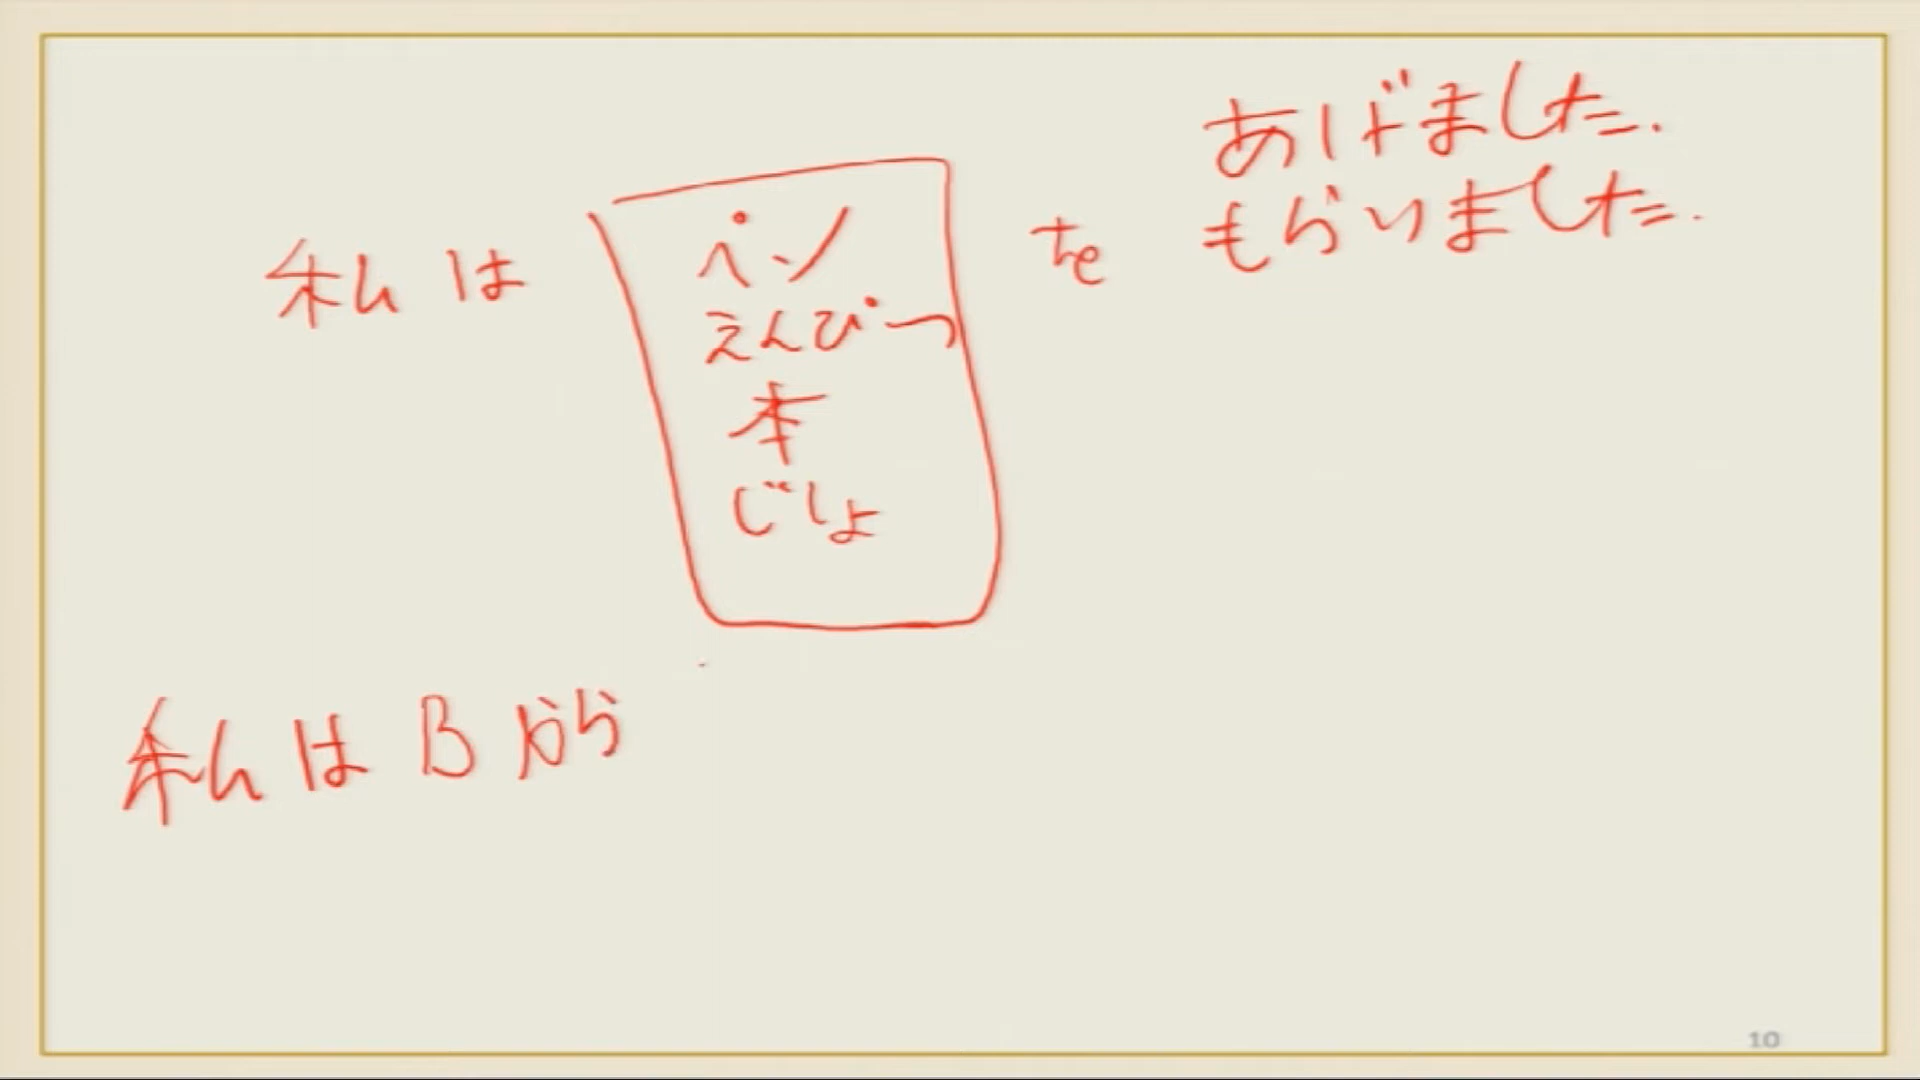 あげました.
もらいました.
私は
ペン
えんぴつ
本
じしょ
を
私は B から
10